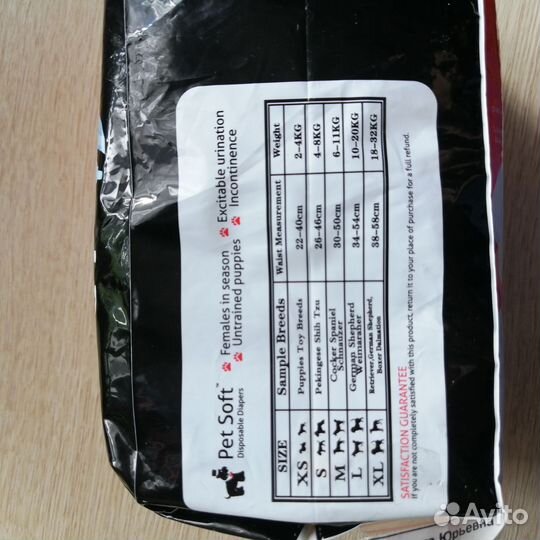 Pet Soft™
Disposable Diapers
Females in season Excitable urination
Untrained puppies Incontinence
SIZE Sample Breeds Waist Measurement Weight
XS Puppies Toy Breeds 22-40cm 2-4KG
S Pekingese Shih Tzu 26-46cm 4-8KG
M Cocker Spaniel 30-50cm 6-11KG
Schnauzer
L German Shepherd 34-54cm 10-20KG
Weimaraher
XL Retriever,German Shepherd, 38-58cm 18-32KG
Boxer Dalmation
SATISFACTION GUARANTEE
If you are not completely satisfied with this product, return it to your place of purchase for a full refund.
Юрьевна
Avito